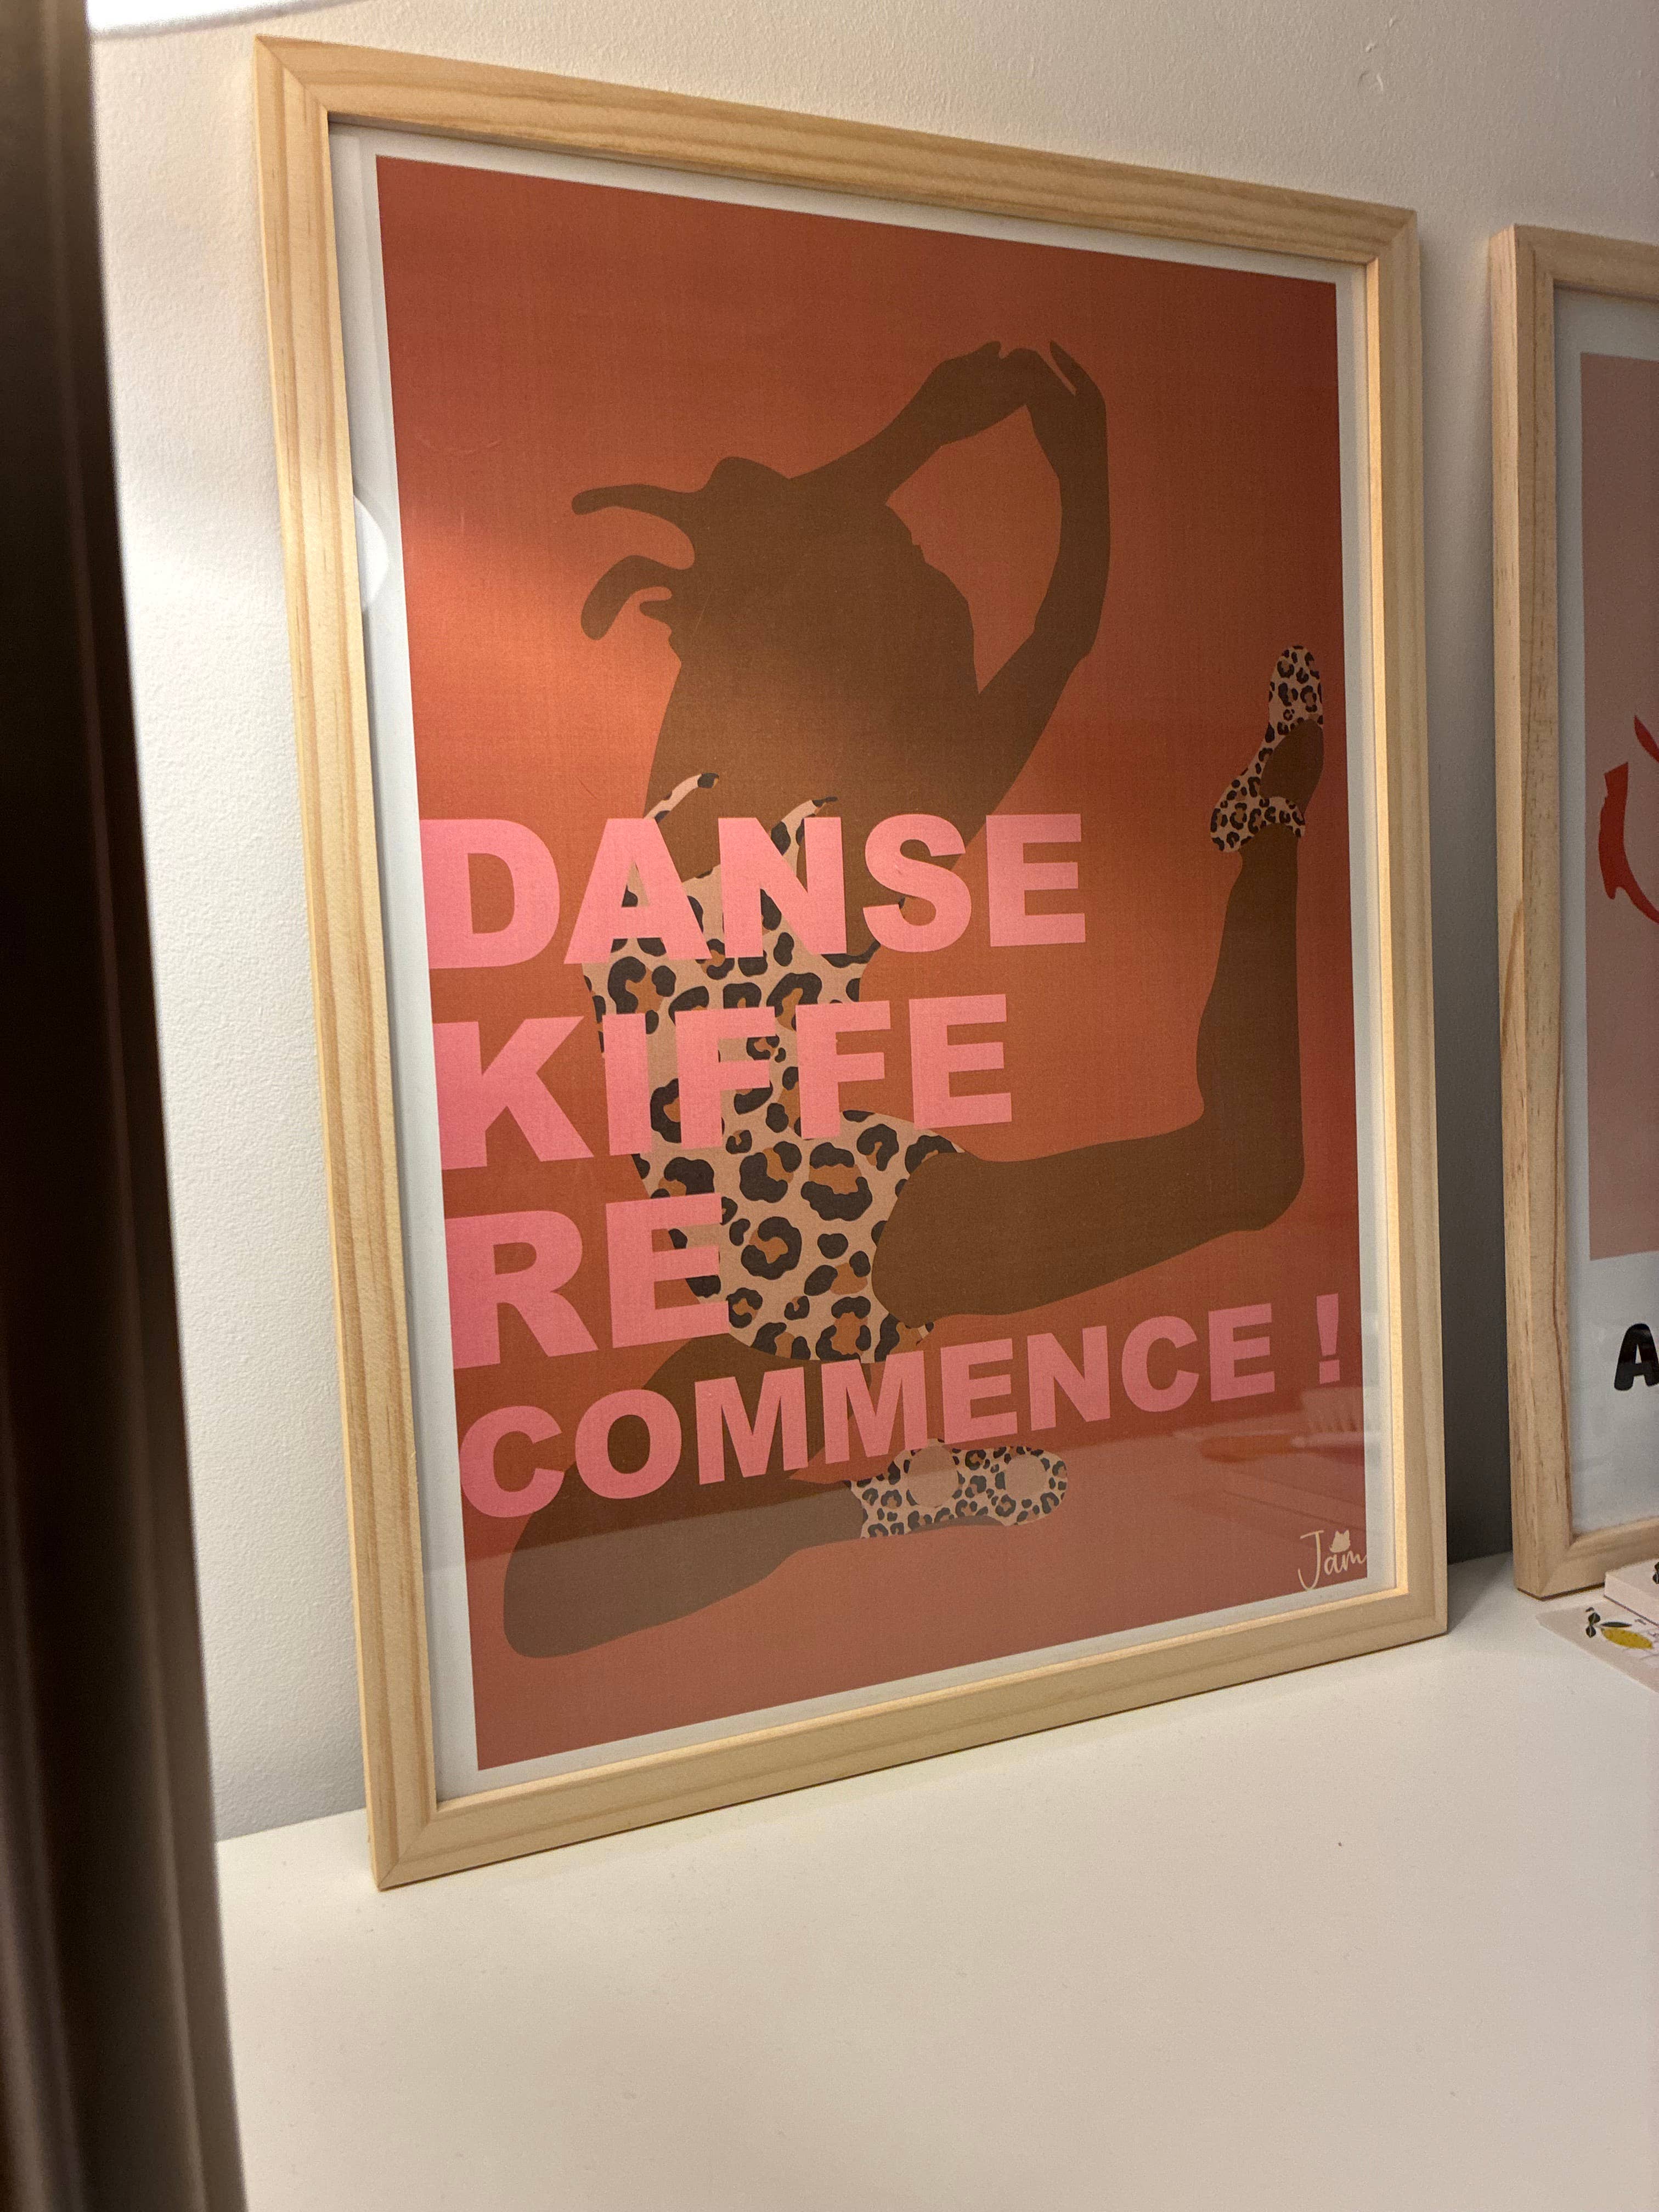 DANSE
KIFFE
RE
COMMENCE !
Jam
A